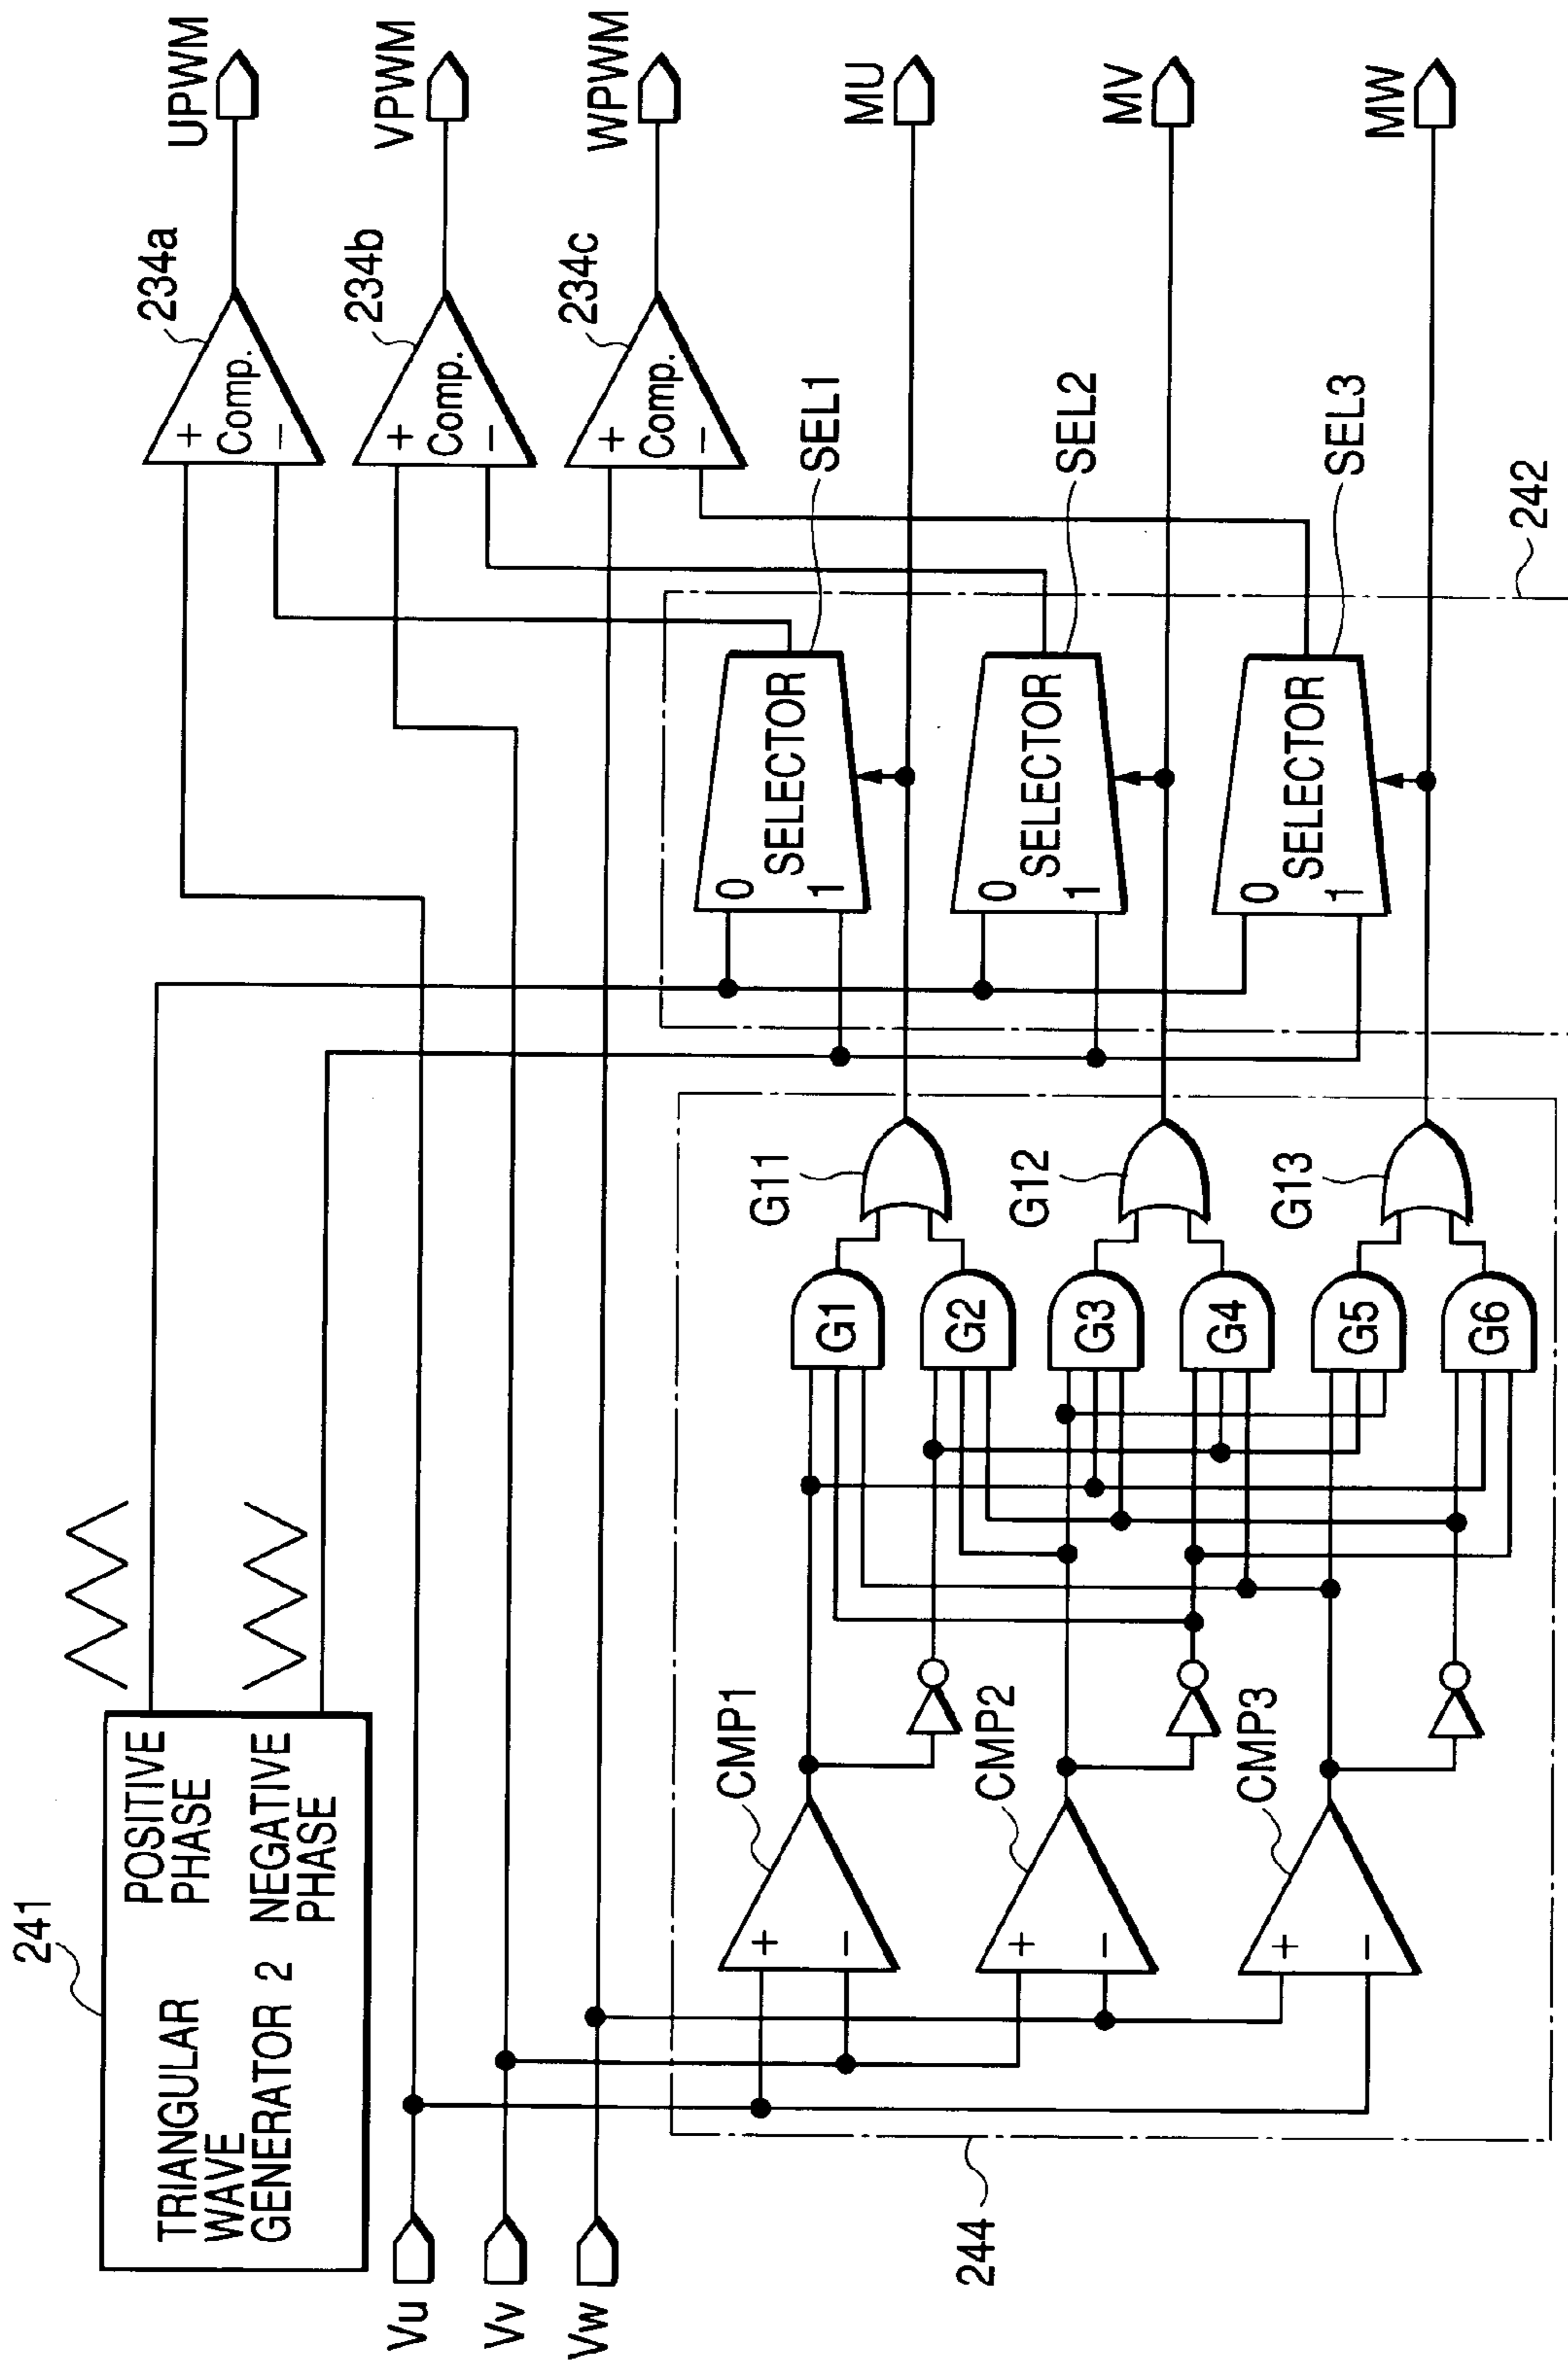 241
TRIANGULAR
WAVE
GENERATOR 2
POSITIVE
PHASE
NEGATIVE
PHASE
Vu
Vv
Vw
234a
+
Comp.
−
UPWM
234b
+
Comp.
−
VPWM
234c
+
Comp.
−
WPWM
244
CMP1
+
−
CMP2
+
−
CMP3
+
−
G1
G2
G3
G4
G5
G6
G11
G12
G13
0
SELECTOR
1
SEL1
0
SELECTOR
1
SEL2
0
SELECTOR
1
SEL3
242
MU
MV
MW